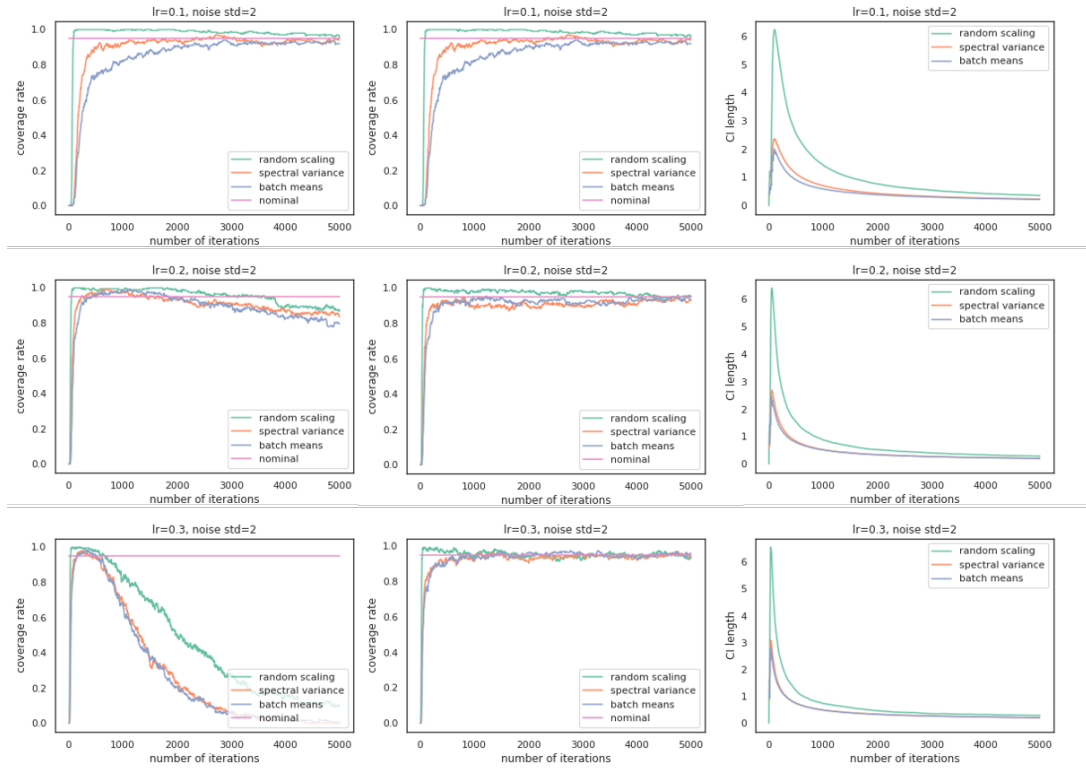 lr=0.1, noise std=2
1.0
0.8
0.6
0.4
0.2
0.0
coverage rate
random scaling
spectral variance
batch means
nominal
0 1000 2000 3000 4000 5000
number of iterations
lr=0.1, noise std=2
1.0
0.8
0.6
0.4
0.2
0.0
coverage rate
random scaling
spectral variance
batch means
nominal
0 1000 2000 3000 4000 5000
number of iterations
lr=0.1, noise std=2
6
5
4
3
2
1
0
CI length
random scaling
spectral variance
batch means
0 1000 2000 3000 4000 5000
number of iterations
lr=0.2, noise std=2
1.0
0.8
0.6
0.4
0.2
0.0
coverage rate
random scaling
spectral variance
batch means
nominal
0 1000 2000 3000 4000 5000
number of iterations
lr=0.2, noise std=2
1.0
0.8
0.6
0.4
0.2
0.0
coverage rate
random scaling
spectral variance
batch means
nominal
0 1000 2000 3000 4000 5000
number of iterations
lr=0.2, noise std=2
6
5
4
3
2
1
0
CI length
random scaling
spectral variance
batch means
0 1000 2000 3000 4000 5000
number of iterations
lr=0.3, noise std=2
1.0
0.8
0.6
0.4
0.2
0.0
coverage rate
random scaling
spectral variance
batch means
nominal
0 1000 2000 3000 4000 5000
number of iterations
lr=0.3, noise std=2
1.0
0.8
0.6
0.4
0.2
0.0
coverage rate
random scaling
spectral variance
batch means
nominal
0 1000 2000 3000 4000 5000
number of iterations
lr=0.3, noise std=2
6
5
4
3
2
1
0
CI length
random scaling
spectral variance
batch means
0 1000 2000 3000 4000 5000
number of iterations